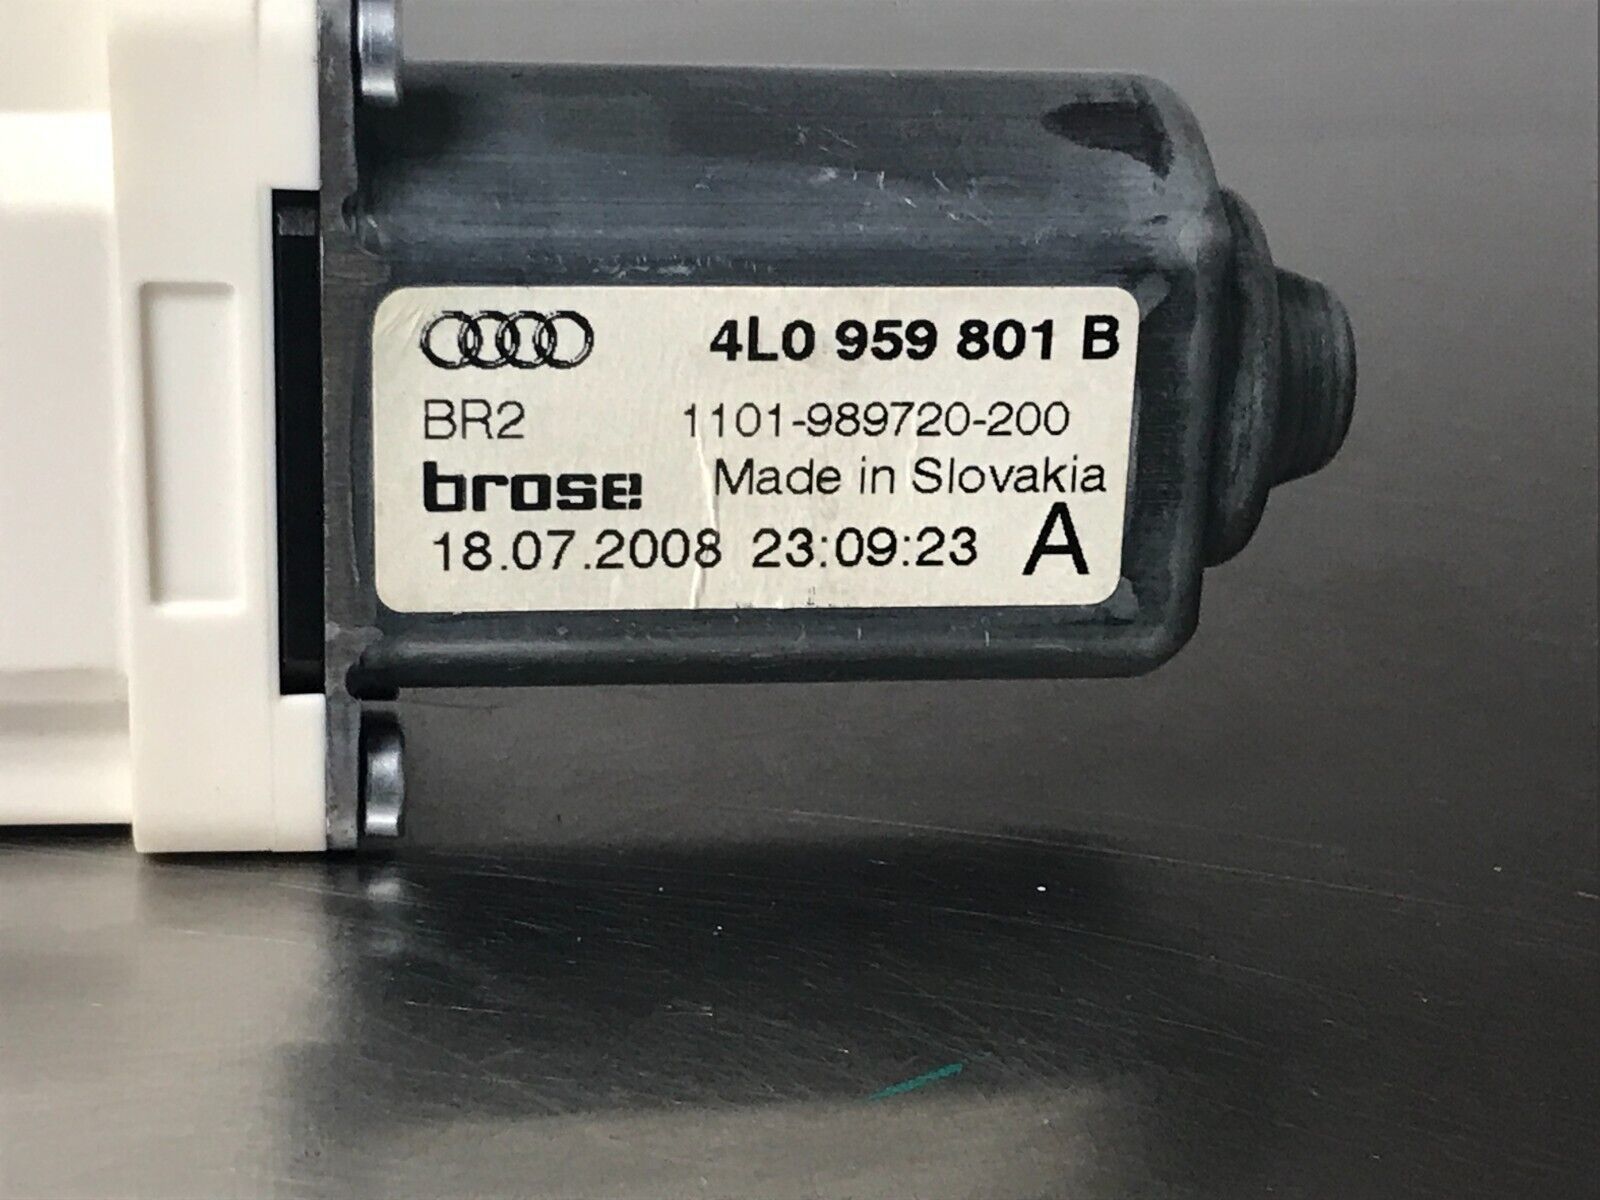 4L0 959 801 B
BR2 1101-989720-200
brose Made in Slovakia
18.07.2008 23:09:23 A